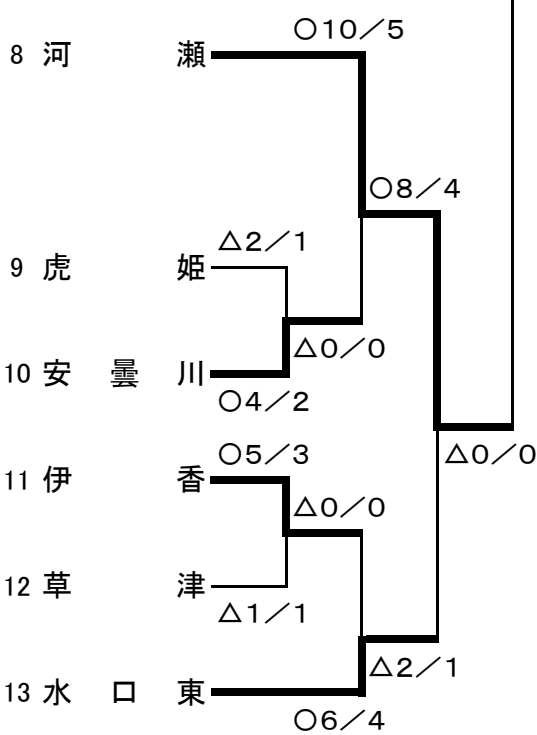 ○10／5
8 河 瀬
○8／4
△2／1
9 虎 姫
△0／0
10 安 曇 川
○4／2
○5／3
△0／0
11 伊 香
△0／0
12 草 津
△1／1
△2／1
13 水 口 東
○6／4